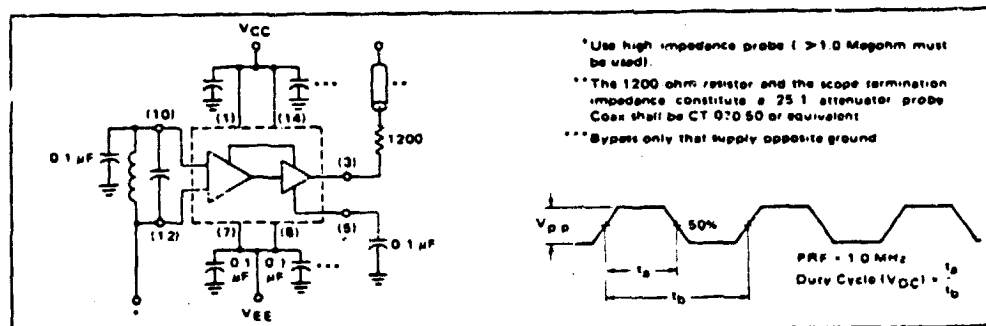 VCC
*Use high impedance probe ( >1.0 Megohm must
be used).
**The 1200 ohm resistor and the scope termination
impedance constitute a 25:1 attenuator probe
Coax shall be CT 070 50 or equivalent
***Bypass only that supply opposite ground
...
...
**
(1)
(14)
(10)
1200
0 1 µF
(3)
(12)
(7)
(8)
(5)
0 1
µF
0 1
µF
...
0 1 µF
VEE
*
Vp p
50%
ta
tb
PRF = 1 0 MHz
Duty Cycle (VDC) = ta
tb